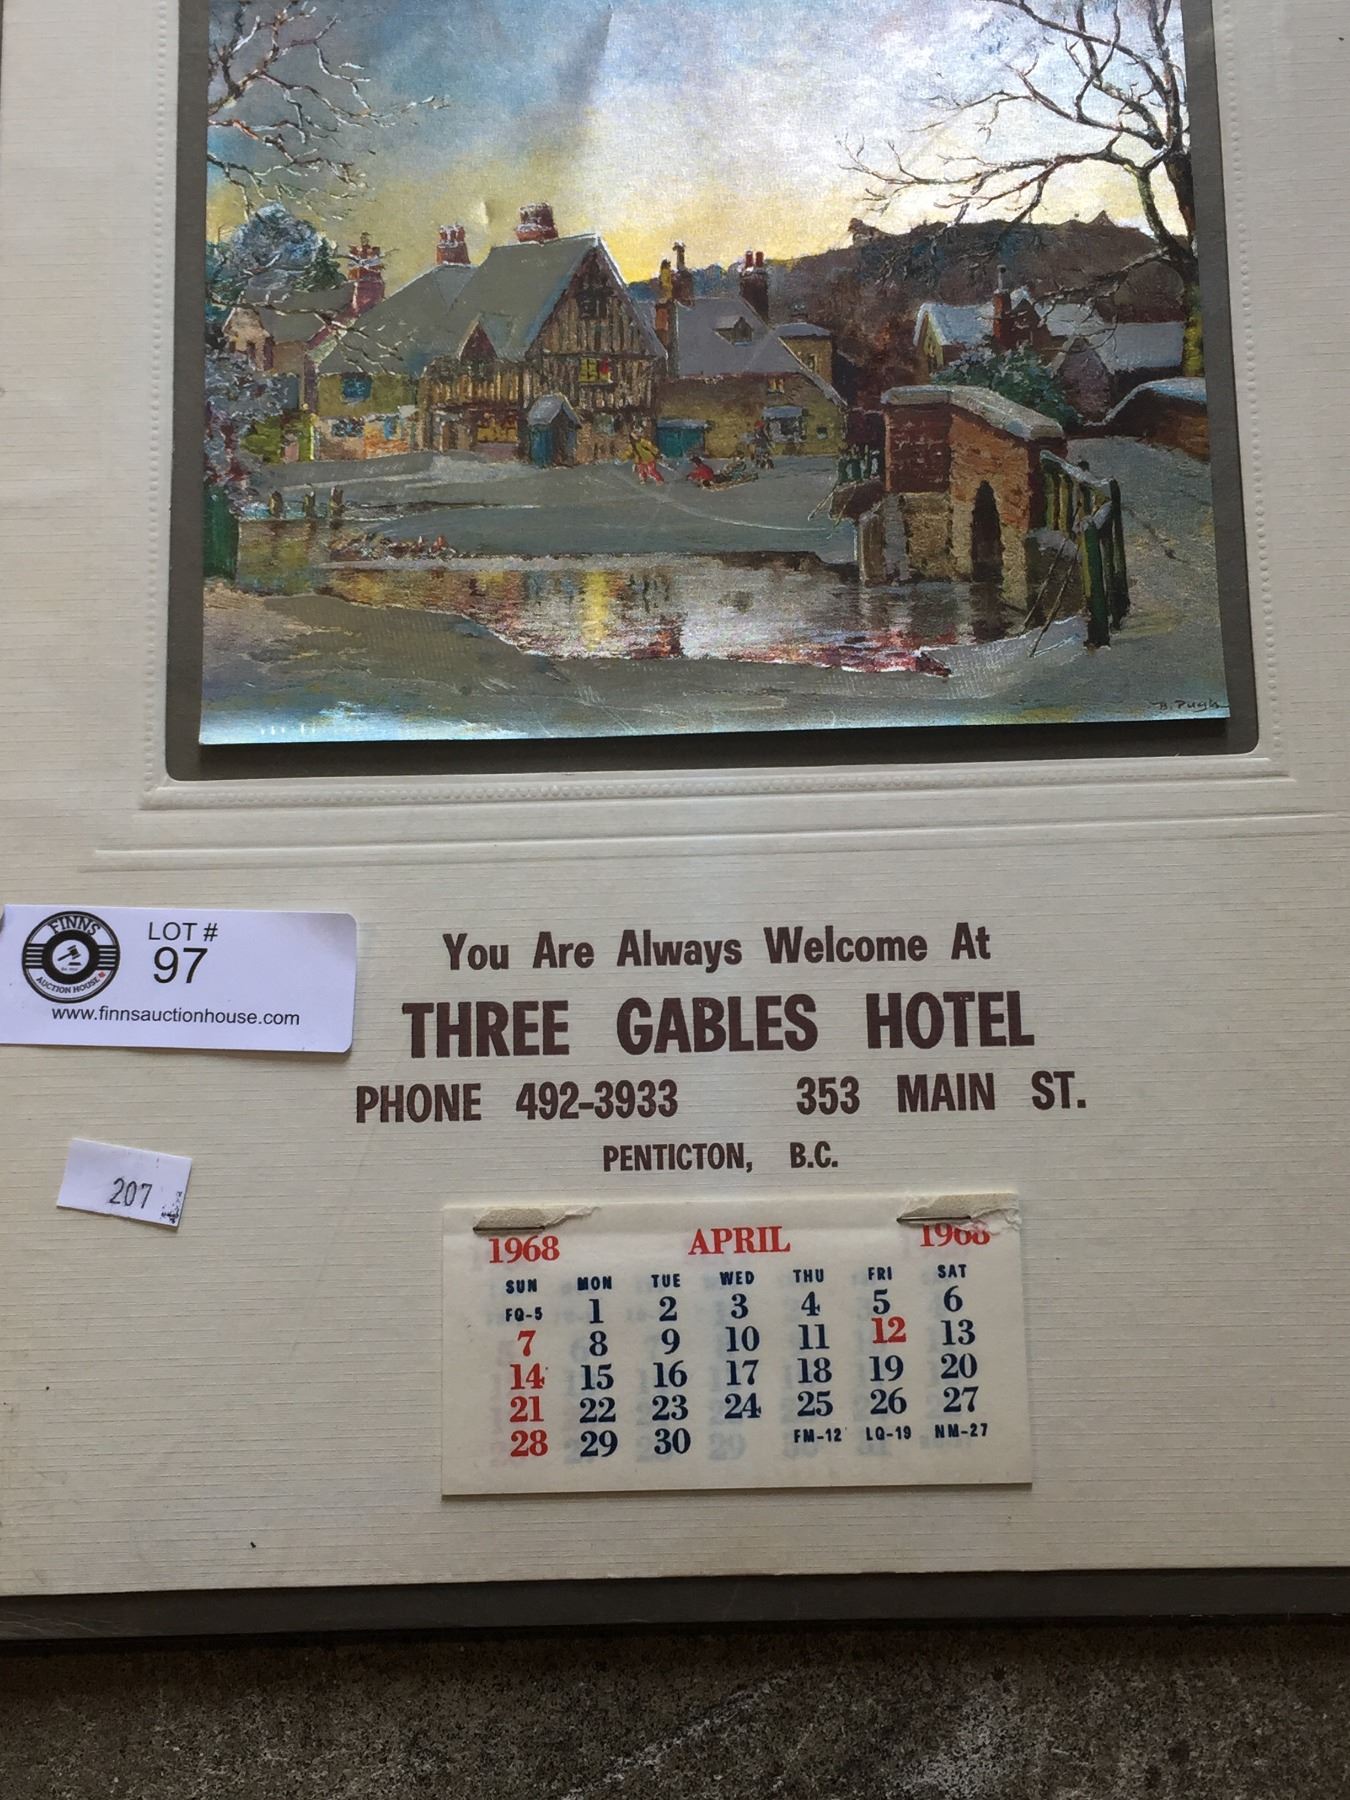 B. Pugh
FINNS
AUCTION HOUSE
LOT #
97
www.finnsauctionhouse.com
You Are Always Welcome At
THREE GABLES HOTEL
PHONE 492-3933 353 MAIN ST.
PENTICTON, B.C.
207
1968 APRIL 1968
SUN MON TUE WED THU FRI SAT
FQ-5 1 2 3 4 5 6
7 8 9 10 11 12 13
14 15 16 17 18 19 20
21 22 23 24 25 26 27
28 29 30 FM-12 LQ-19 NM-27